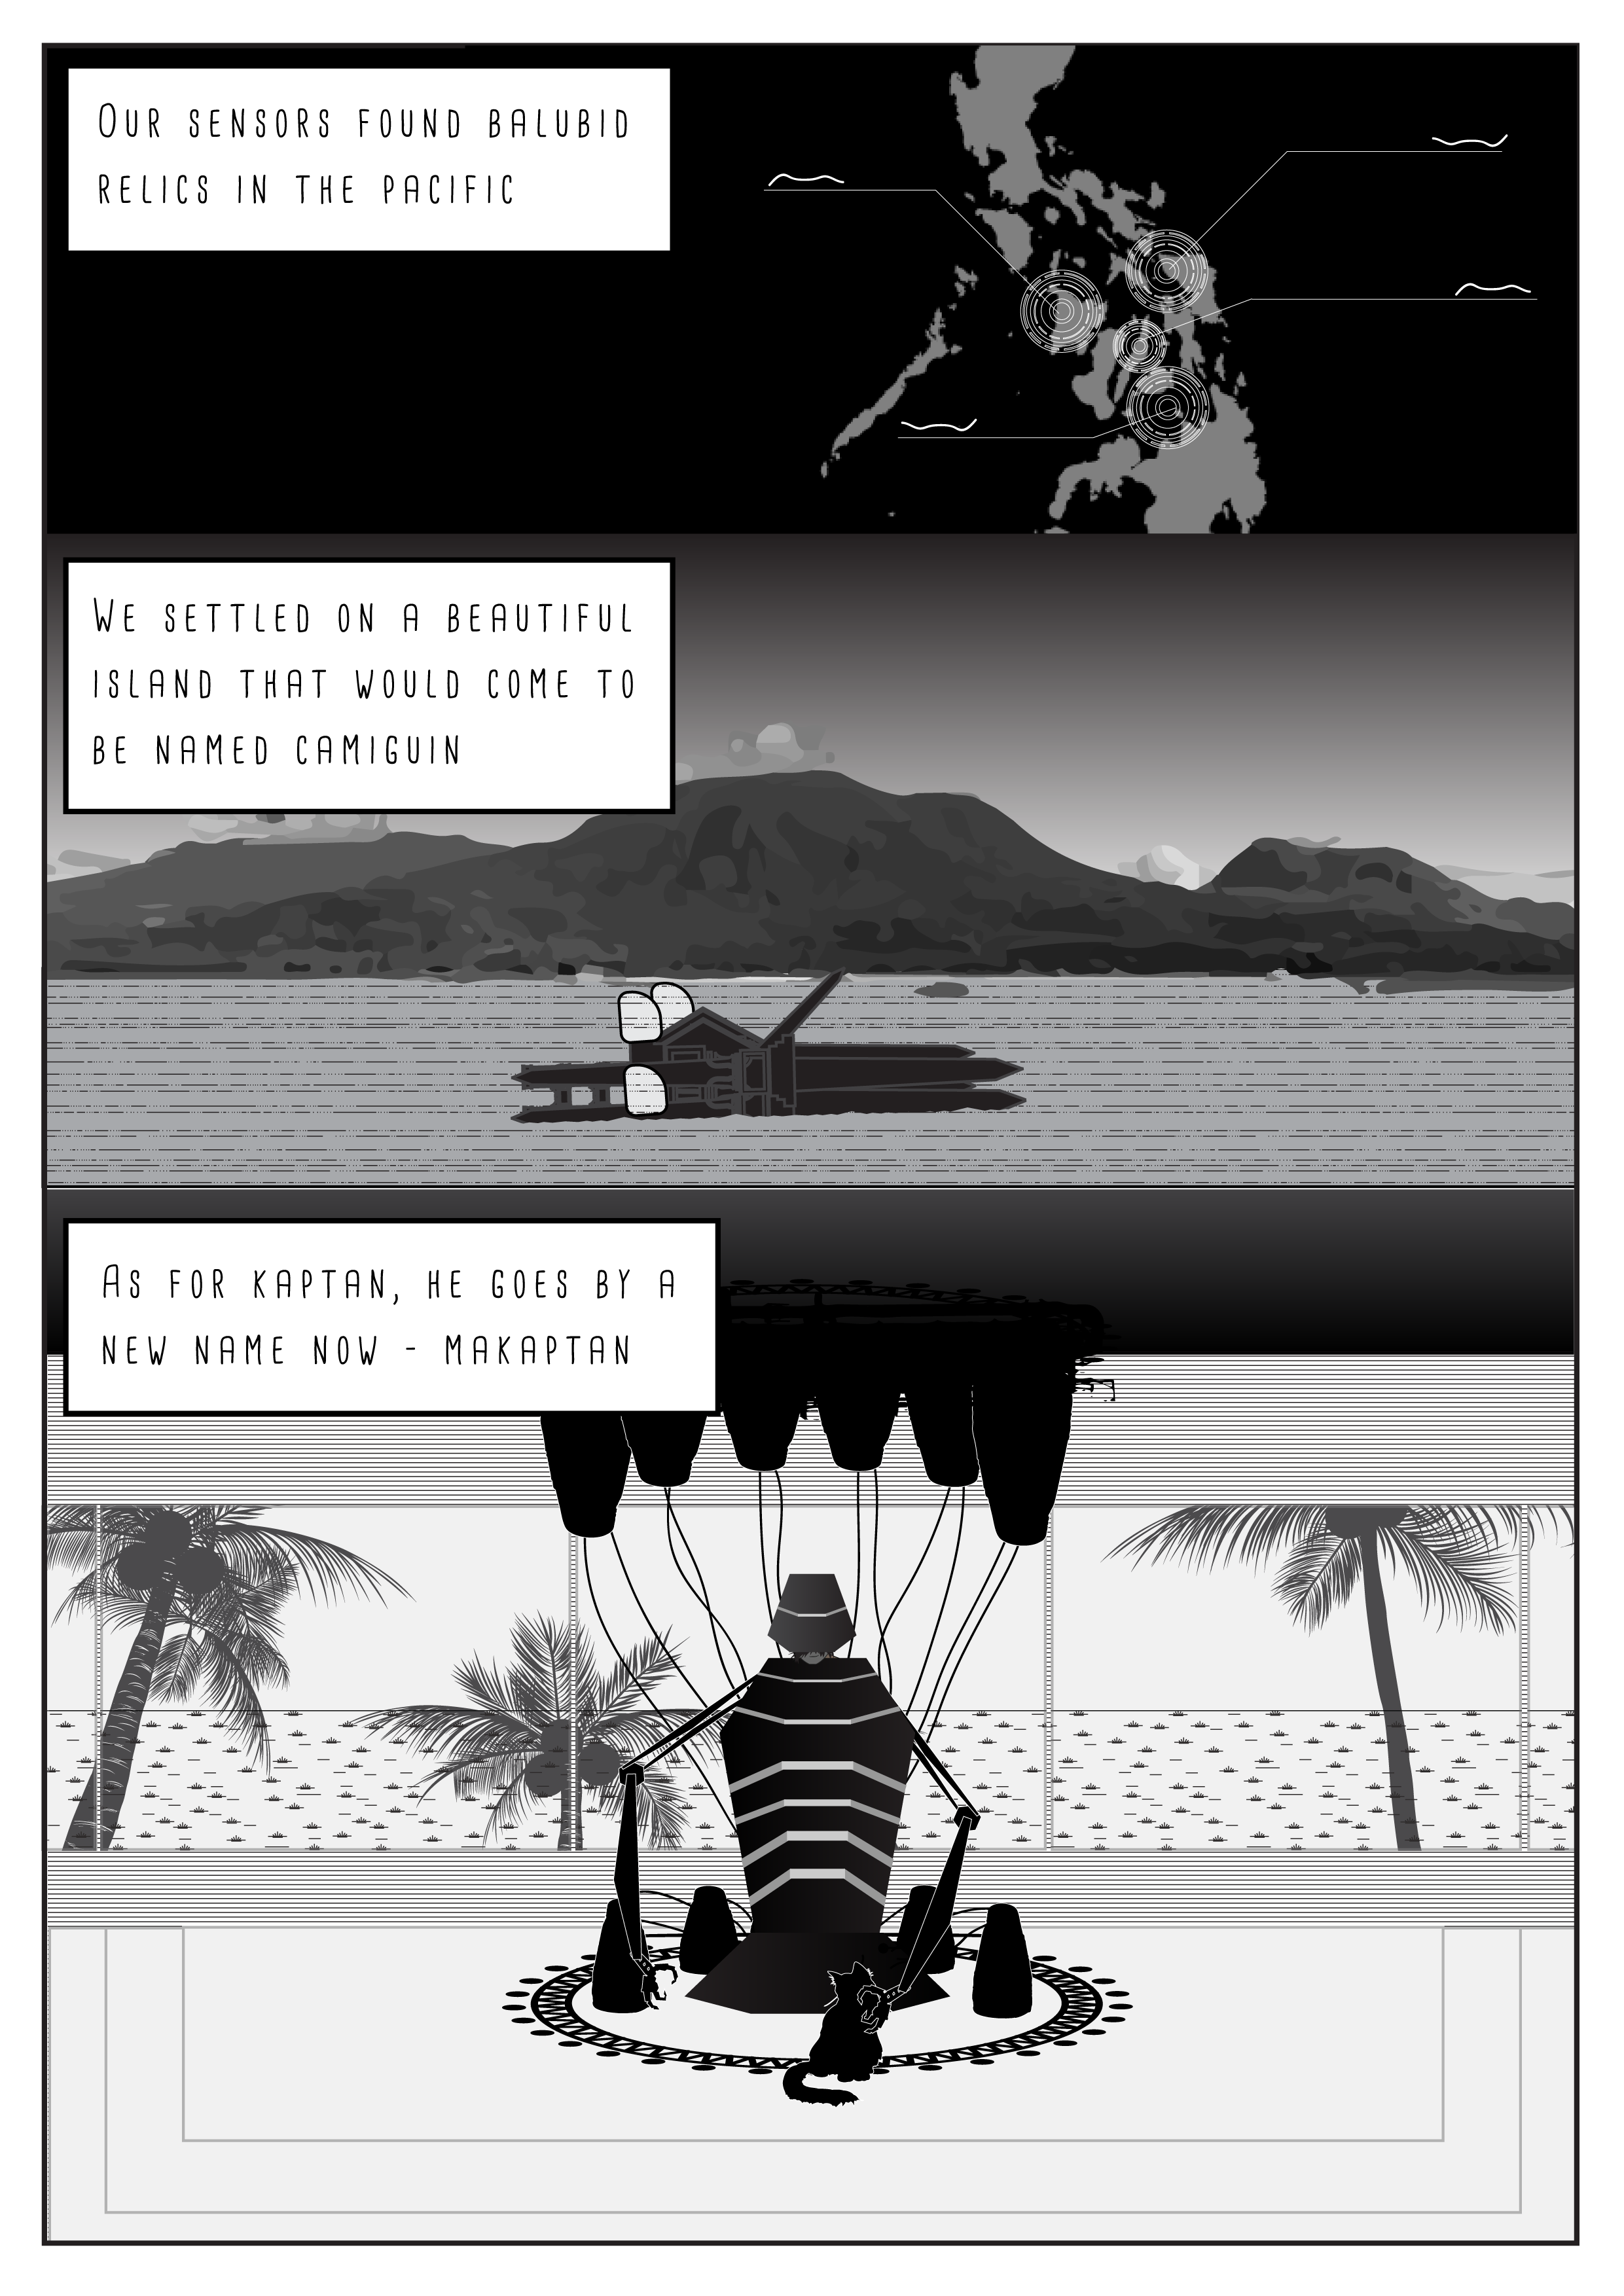 Our sensors found balubid
relics in the pacific
We settled on a beautiful
island that would come to
be named camiguin
As for kaptan, he goes by a
new name now - makaptan